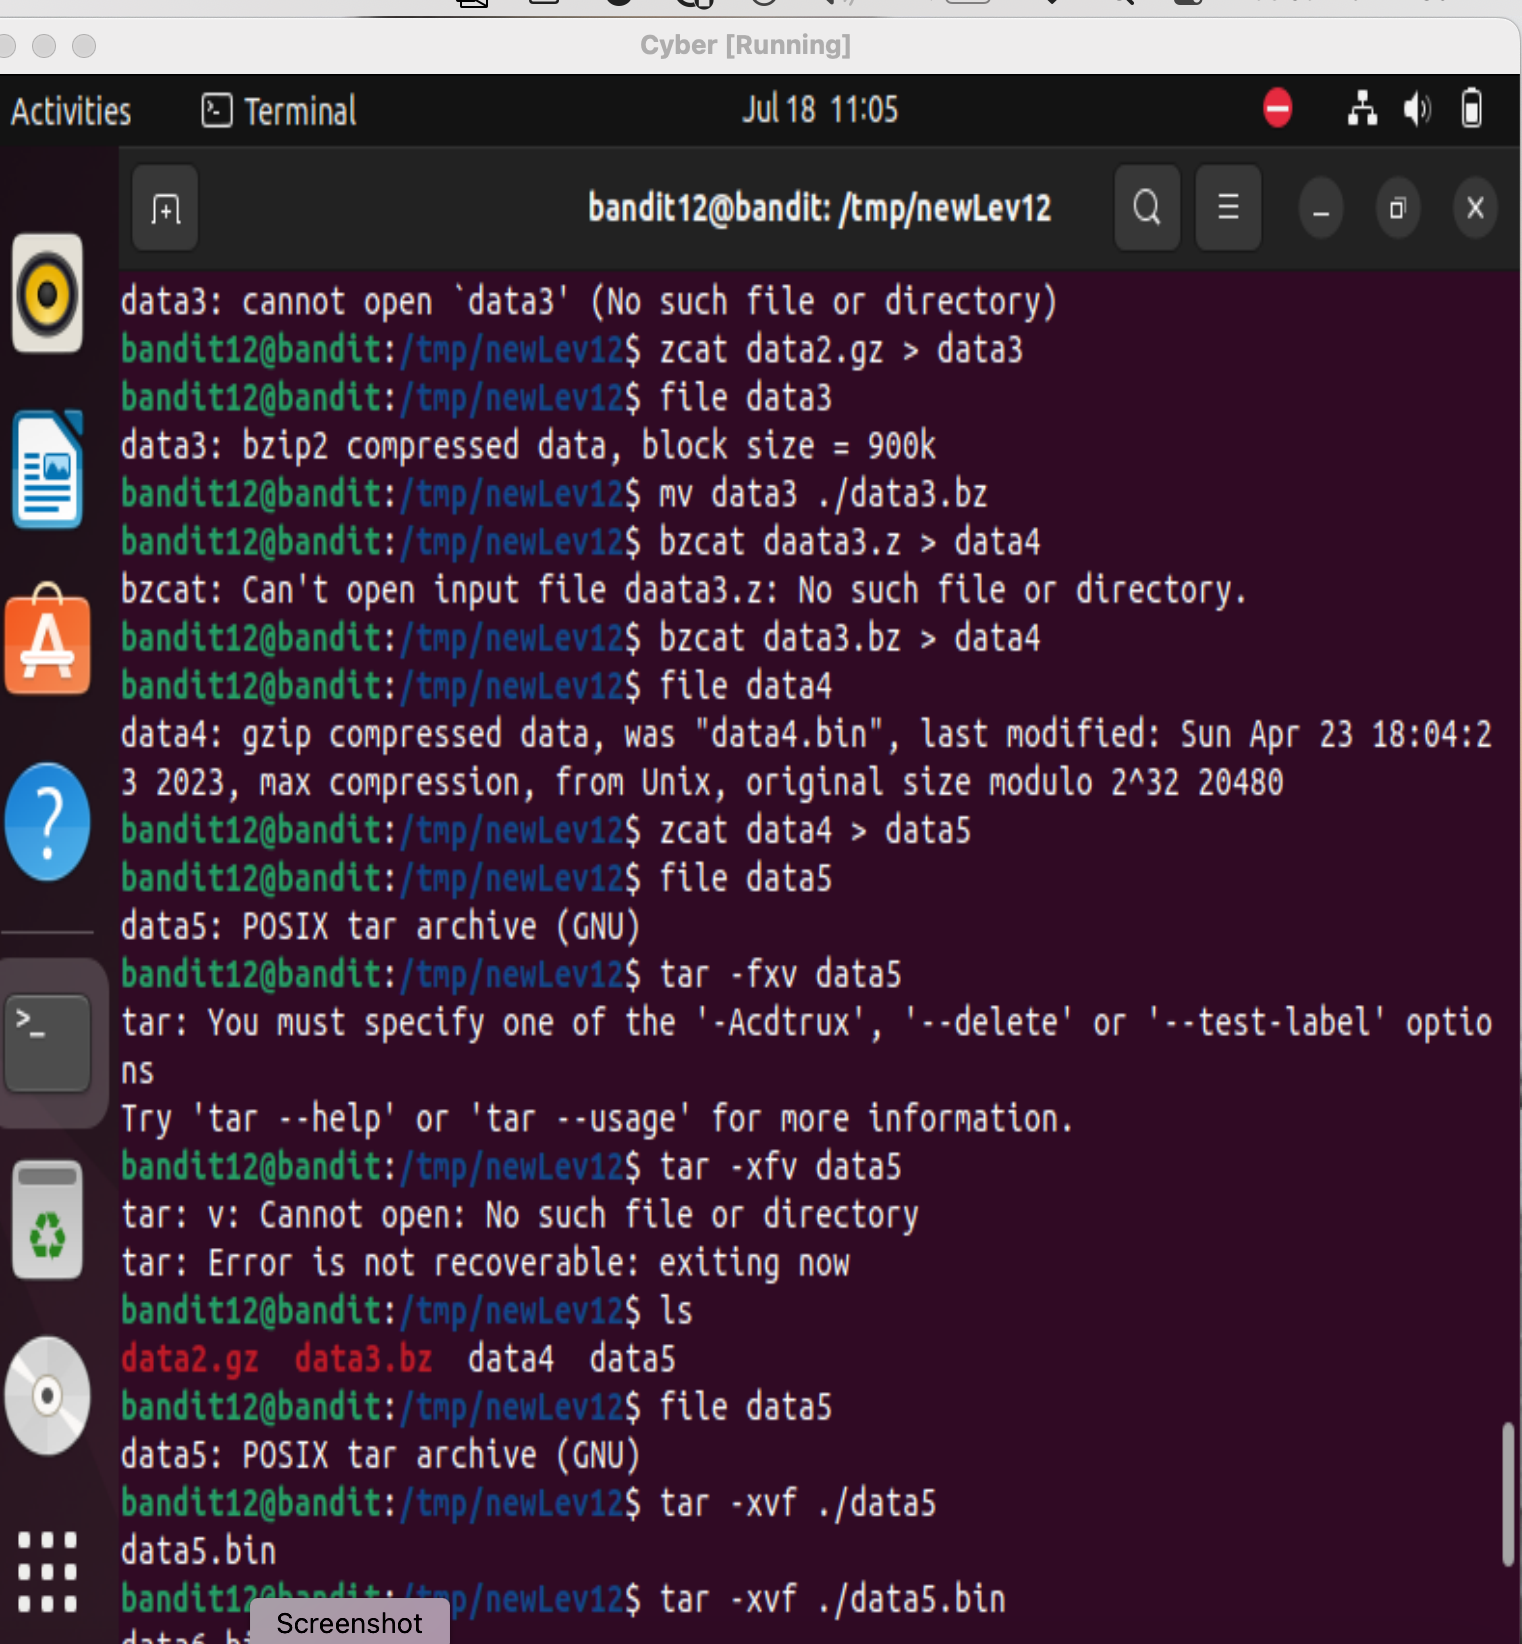 Cyber [Running]
Activities
Terminal
Jul 18 11:05
bandit12@bandit: /tmp/newLev12
data3: cannot open `data3' (No such file or directory)
bandit12@bandit:/tmp/newLev12$ zcat data2.gz > data3
bandit12@bandit:/tmp/newLev12$ file data3
data3: bzip2 compressed data, block size = 900k
bandit12@bandit:/tmp/newLev12$ mv data3 ./data3.bz
bandit12@bandit:/tmp/newLev12$ bzcat daata3.z > data4
bzcat: Can't open input file daata3.z: No such file or directory.
bandit12@bandit:/tmp/newLev12$ bzcat data3.bz > data4
bandit12@bandit:/tmp/newLev12$ file data4
data4: gzip compressed data, was "data4.bin", last modified: Sun Apr 23 18:04:2
3 2023, max compression, from Unix, original size modulo 2^32 20480
bandit12@bandit:/tmp/newLev12$ zcat data4 > data5
bandit12@bandit:/tmp/newLev12$ file data5
data5: POSIX tar archive (GNU)
bandit12@bandit:/tmp/newLev12$ tar -fxv data5
tar: You must specify one of the '-Acdtrux', '--delete' or '--test-label' optio
ns
Try 'tar --help' or 'tar --usage' for more information.
bandit12@bandit:/tmp/newLev12$ tar -xfv data5
tar: v: Cannot open: No such file or directory
tar: Error is not recoverable: exiting now
bandit12@bandit:/tmp/newLev12$ ls
data2.gz data3.bz data4 data5
bandit12@bandit:/tmp/newLev12$ file data5
data5: POSIX tar archive (GNU)
bandit12@bandit:/tmp/newLev12$ tar -xvf ./data5
data5.bin
bandit12@bandit:/tmp/newLev12$ tar -xvf ./data5.bin
Screenshot